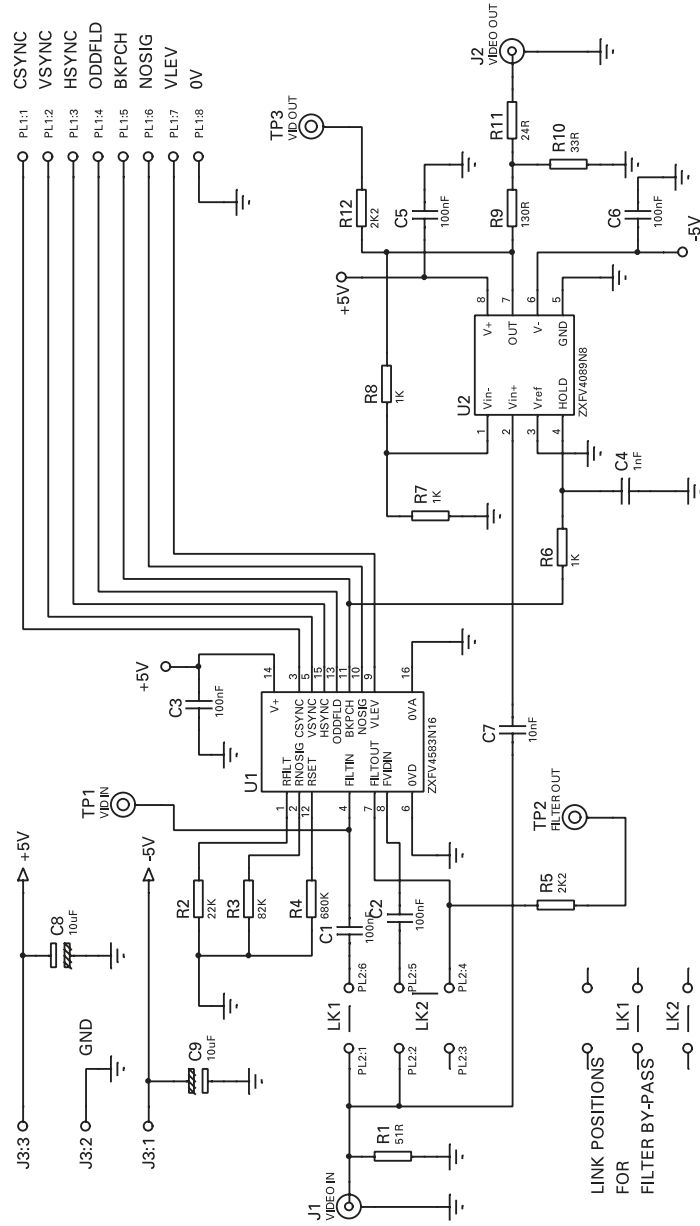 J3:3
+5V
C8
10uF
J3:2
GND
J3:1
-5V
C9
10uF
TP1
VID IN
+5V
C3
100nF
R2
22K
R3
82K
R4
680K
C1
100nF
C2
100nF
U1
1
2
12
4
7
8
6
RFILT
RNOSIG
RSET
FILTIN
FILTOUT
FVIDIN
0VD
V+
CSYNC
VSYNC
HSYNC
ODDFLD
BKPCH
NOSIG
VLEV
0VA
14
3
5
15
13
11
10
9
16
ZXFV4583N16
CSYNC
VSYNC
HSYNC
ODDFLD
BKPCH
NOSIG
VLEV
0V
PL1:1
PL1:2
PL1:3
PL1:4
PL1:5
PL1:6
PL1:7
PL1:8
J1
VIDEO IN
R1
51R
PL2:1
LK1
PL2:6
PL2:2
PL2:5
LK2
PL2:3
PL2:4
R5
2K2
TP2
FILTER OUT
C7
10nF
R6
1K
C4
1nF
R7
1K
R8
1K
U2
1
2
3
4
Vin-
Vin+
Vref
HOLD
V+
OUT
V-
GND
8
7
6
5
ZXFV4089N8
+5V
C5
100nF
R12
2K2
TP3
VID OUT
R9
130R
R11
24R
R10
33R
J2
VIDEO OUT
C6
100nF
-5V
LINK POSITIONS
FOR
FILTER BY-PASS
LK1
LK2